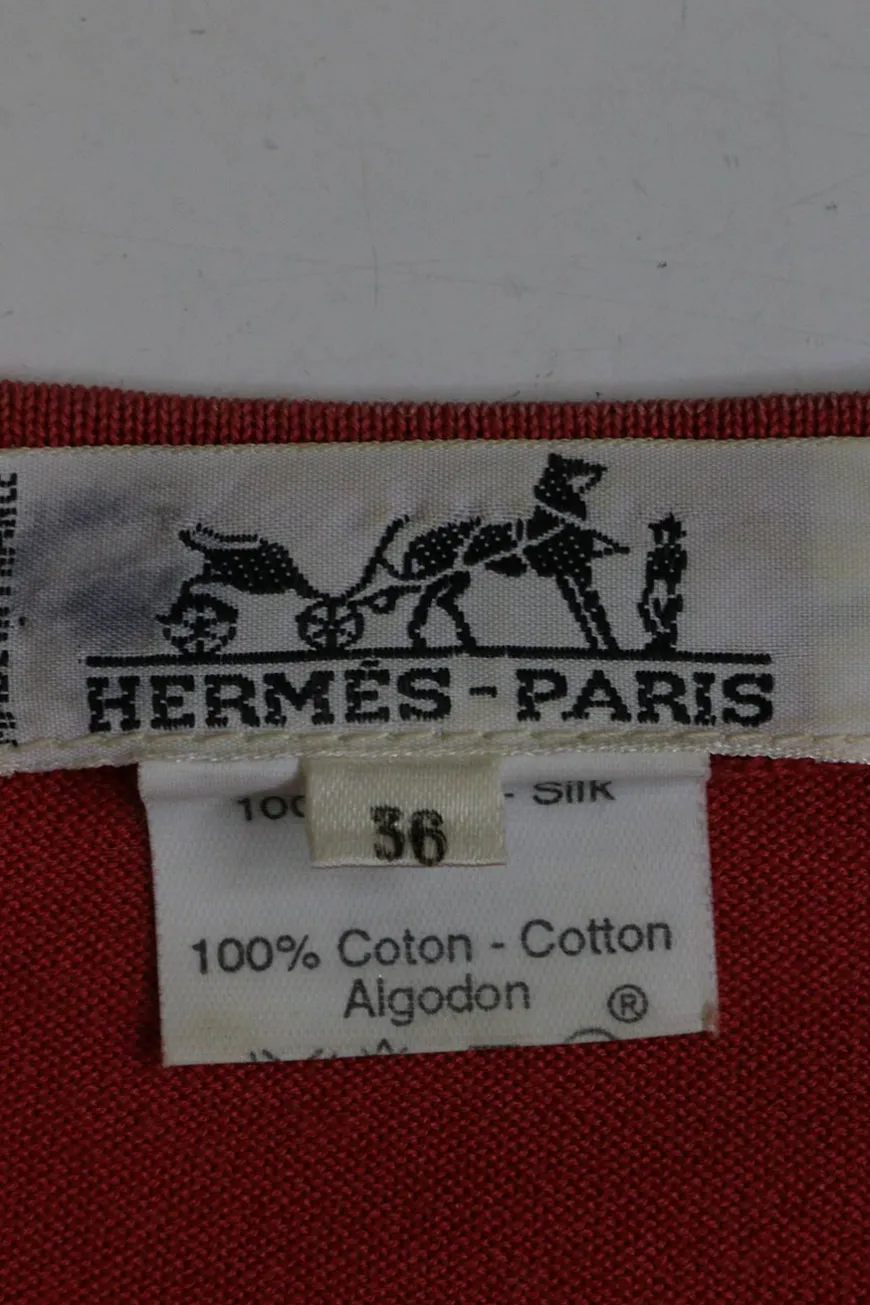 HERMÈS - PARIS
36
- Silk
100% Coton - Cotton
Algodon ®